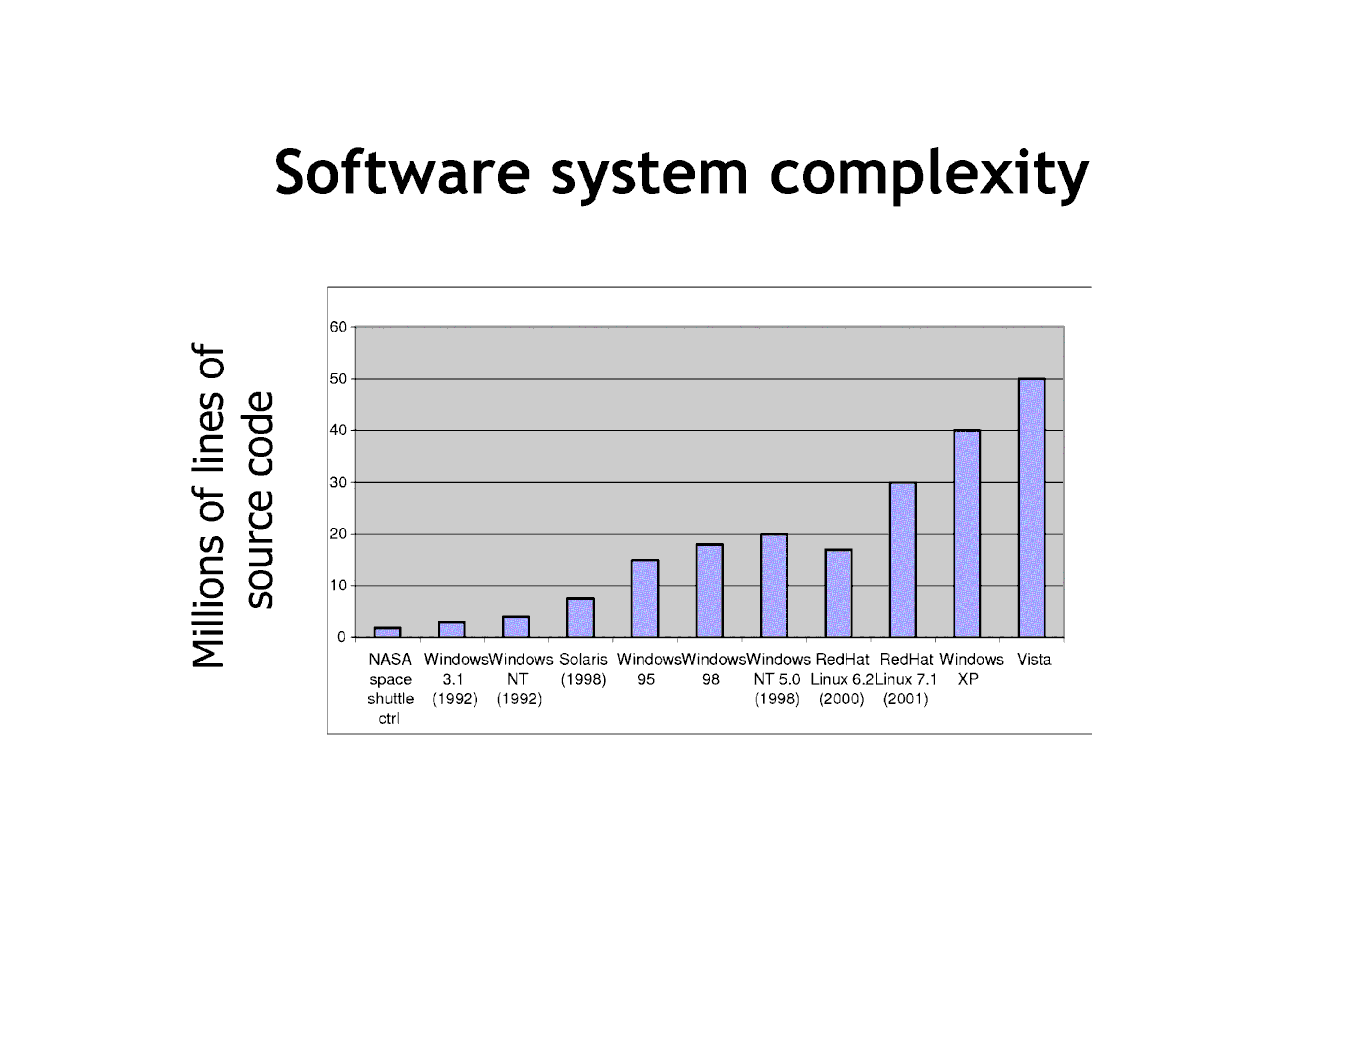 Software system complexity
Millions of lines of
source code
60
50
40
30
20
10
0
NASA
space
shuttle
ctrl
Windows
3.1
(1992)
Windows
NT
(1992)
Solaris
(1998)
Windows
95
Windows
98
Windows
NT 5.0
(1998)
RedHat
Linux 6.2
(2000)
RedHat
Linux 7.1
(2001)
Windows
XP
Vista